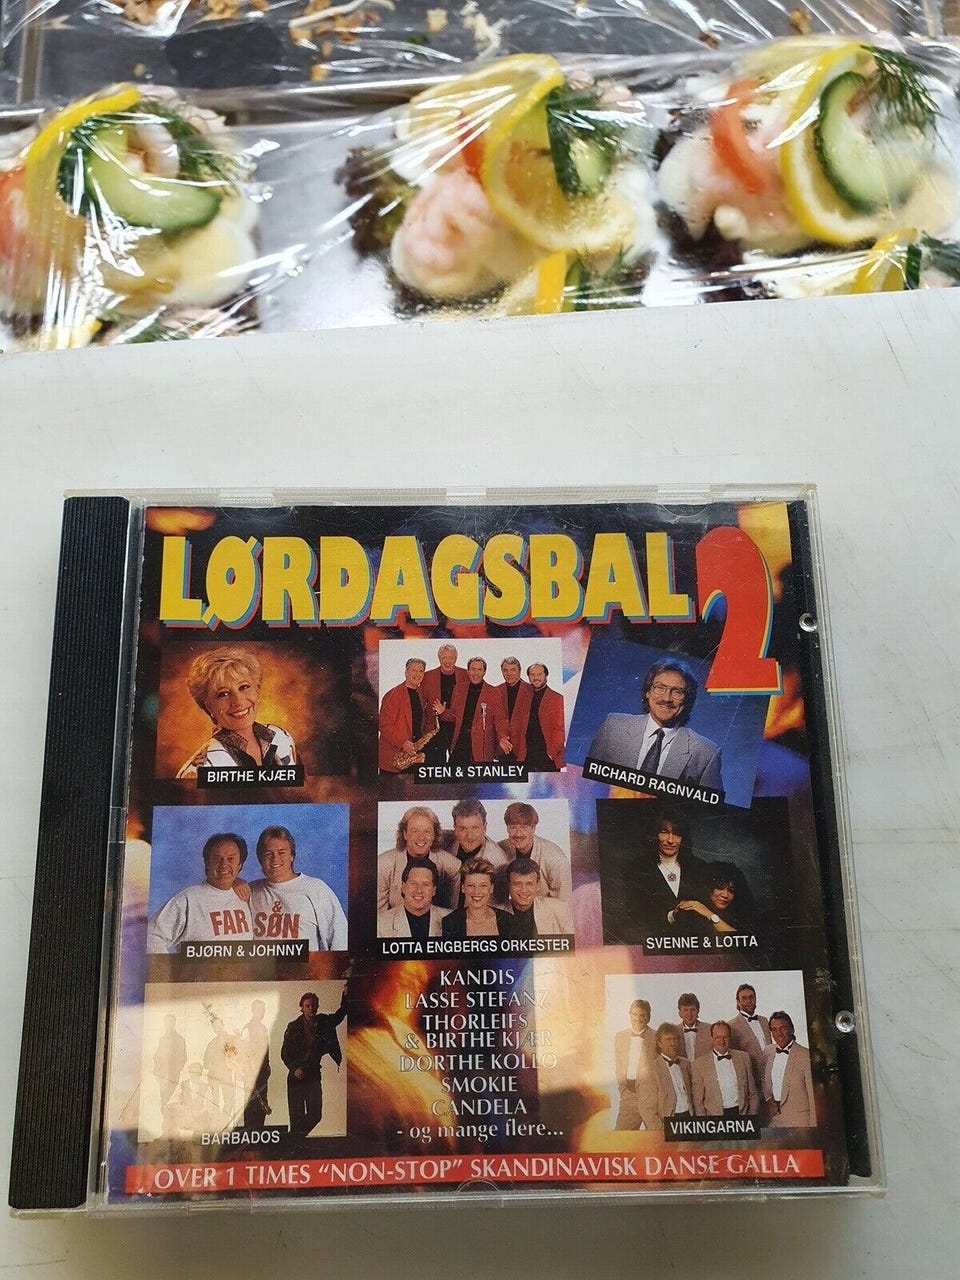 LØRDAGSBAL 2
BIRTHE KJÆR
STEN & STANLEY
RICHARD RAGNVALD
FAR & SØN
BJØRN & JOHNNY
LOTTA ENGBERGS ORKESTER
SVENNE & LOTTA
BARBADOS
KANDIS
LASSE STEFANZ
THORLEIFS
& BIRTHE KJÆR
DORTHE KOLLO
SMOKIE
CANDELA
- og mange flere...
VIKINGARNA
OVER 1 TIMES "NON-STOP" SKANDINAVISK DANSE GALLA